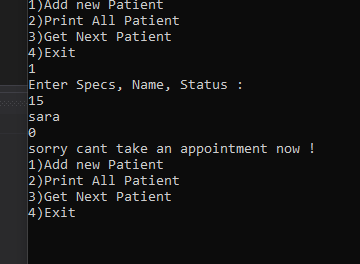 1)Add new Patient
2)Print All Patient
3)Get Next Patient
4)Exit
1
Enter Specs, Name, Status :
15
sara
0
sorry cant take an appointment now !
1)Add new Patient
2)Print All Patient
3)Get Next Patient
4)Exit